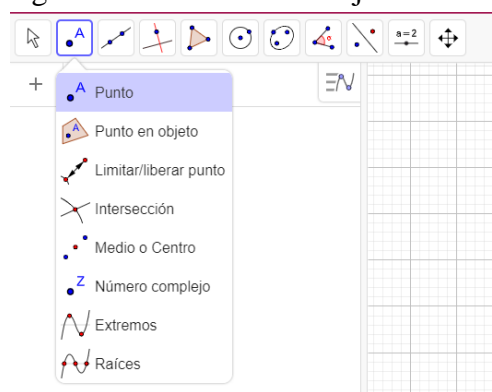 A
a=2
+
A Punto
A Punto en objeto
Limitar/liberar punto
Intersección
Medio o Centro
Z Número complejo
Extremos
Raíces